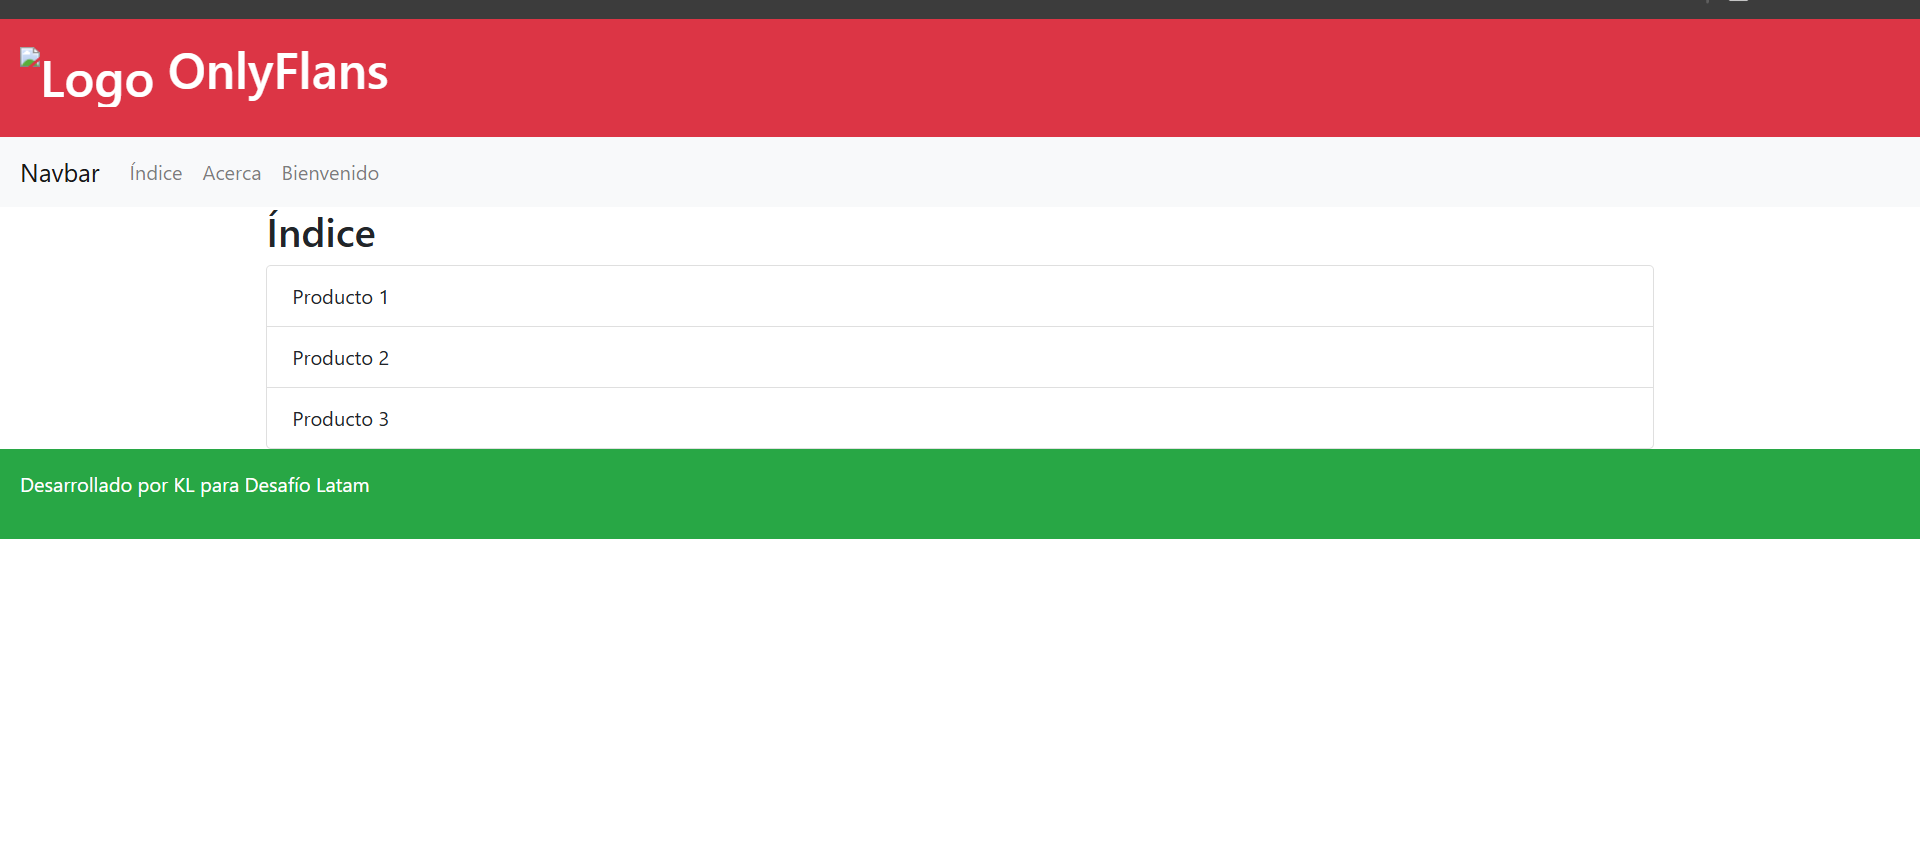 Logo OnlyFlans
Navbar Índice Acerca Bienvenido
Índice
Producto 1
Producto 2
Producto 3
Desarrollado por KL para Desafío Latam